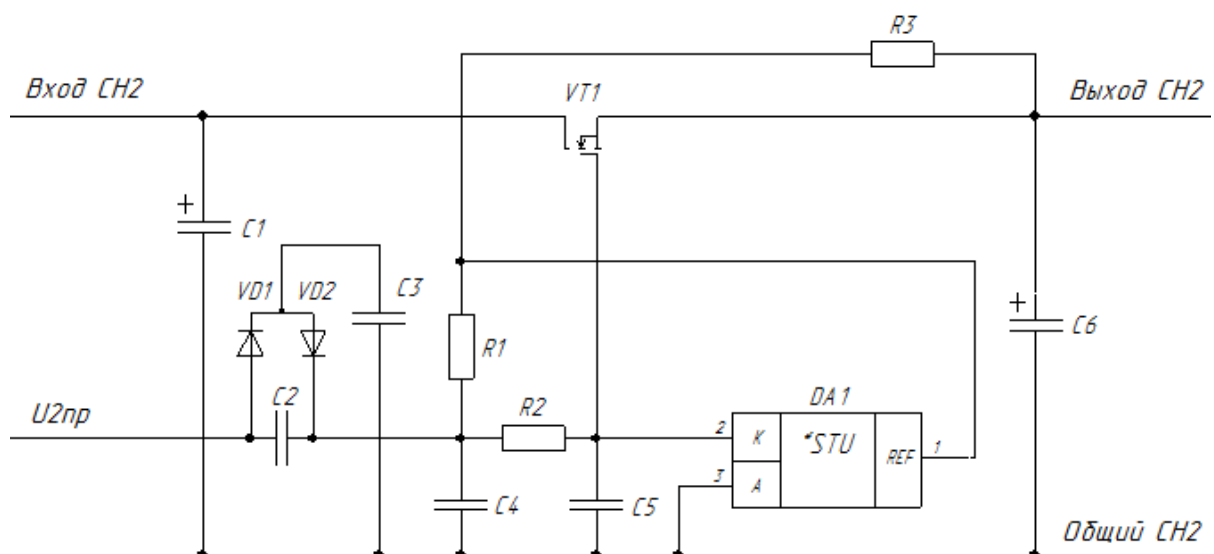 R3
Вход СН2
VT1
Выход СН2
+
C1
VD1
VD2
C3
+
C6
R1
C2
U2пр
R2
DA1
2
K
*STU
REF
1
3
A
C4
C5
Общий СН2